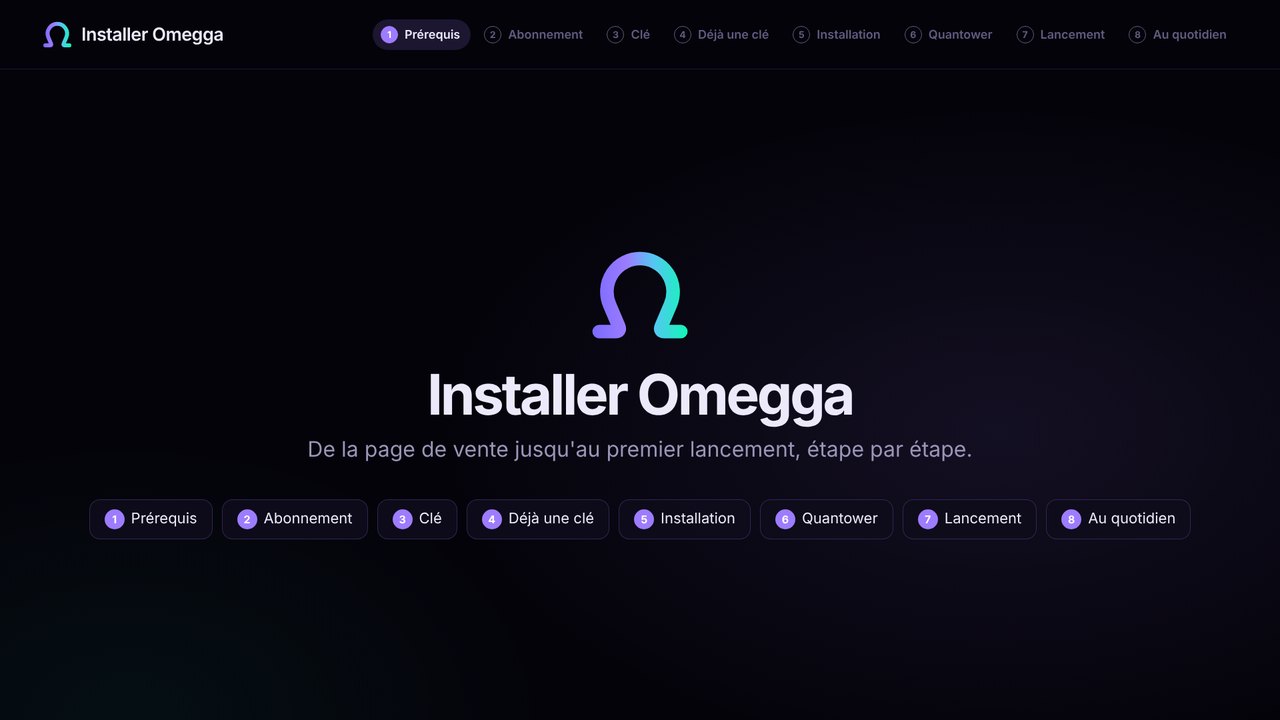 Installer Omegga
1 Prérequis 2 Abonnement 3 Clé 4 Déjà une clé 5 Installation 6 Quantower 7 Lancement 8 Au quotidien
Installer Omegga
De la page de vente jusqu'au premier lancement, étape par étape.
1 Prérequis 2 Abonnement 3 Clé 4 Déjà une clé 5 Installation 6 Quantower 7 Lancement 8 Au quotidien